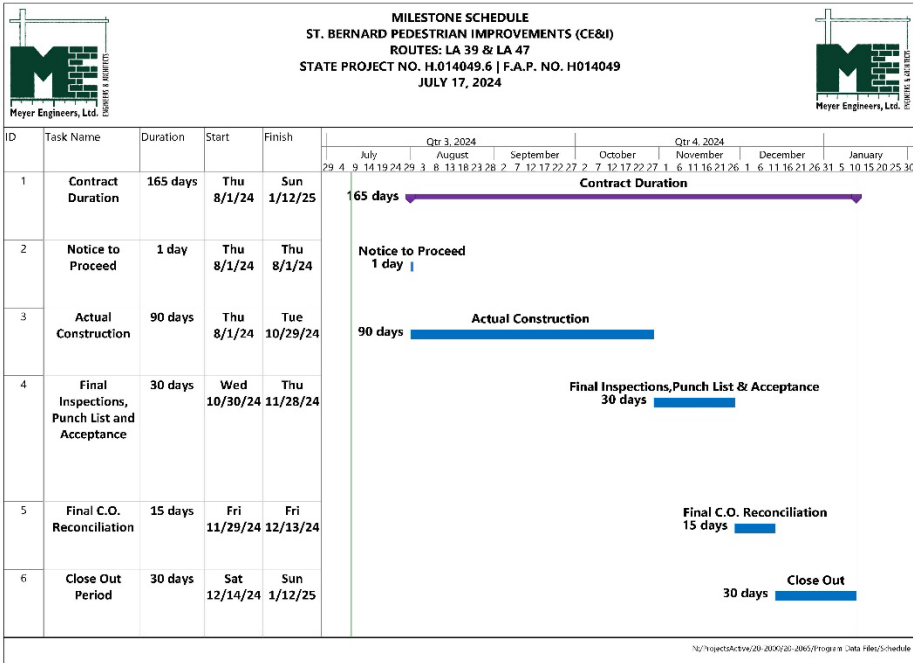 MILESTONE SCHEDULE
ST. BERNARD PEDESTRIAN IMPROVEMENTS (CE&I)
ROUTES: LA 39 & LA 47
STATE PROJECT NO. H.014049.6 | F.A.P. NO. H014049
JULY 17, 2024
ME
ENGINEERS & ARCHITECTS
Meyer Engineers, Ltd.
ME
ENGINEERS & ARCHITECTS
Meyer Engineers, Ltd.
ID Task Name Duration Start Finish
Qtr 3, 2024 Qtr 4, 2024
July August September October November December January
29 4 9 14 19 24 29 3 8 13 18 23 28 2 7 12 17 22 27 2 7 12 17 22 27 1 6 11 16 21 26 1 6 11 16 21 26 31 5 10 15 20 25 30
1 Contract Duration 165 days Thu 8/1/24 Sun 1/12/25
Contract Duration
165 days
2 Notice to Proceed 1 day Thu 8/1/24 Thu 8/1/24
Notice to Proceed
1 day
3 Actual Construction 90 days Thu 8/1/24 Tue 10/29/24
Actual Construction
90 days
4 Final Inspections, Punch List and Acceptance 30 days Wed 10/30/24 Thu 11/28/24
Final Inspections,Punch List & Acceptance
30 days
5 Final C.O. Reconciliation 15 days Fri 11/29/24 Fri 12/13/24
Final C.O. Reconciliation
15 days
6 Close Out Period 30 days Sat 12/14/24 Sun 1/12/25
Close Out
30 days
N:/ProjectsActive/20-2000/20-2065/Program Data Files/Schedule